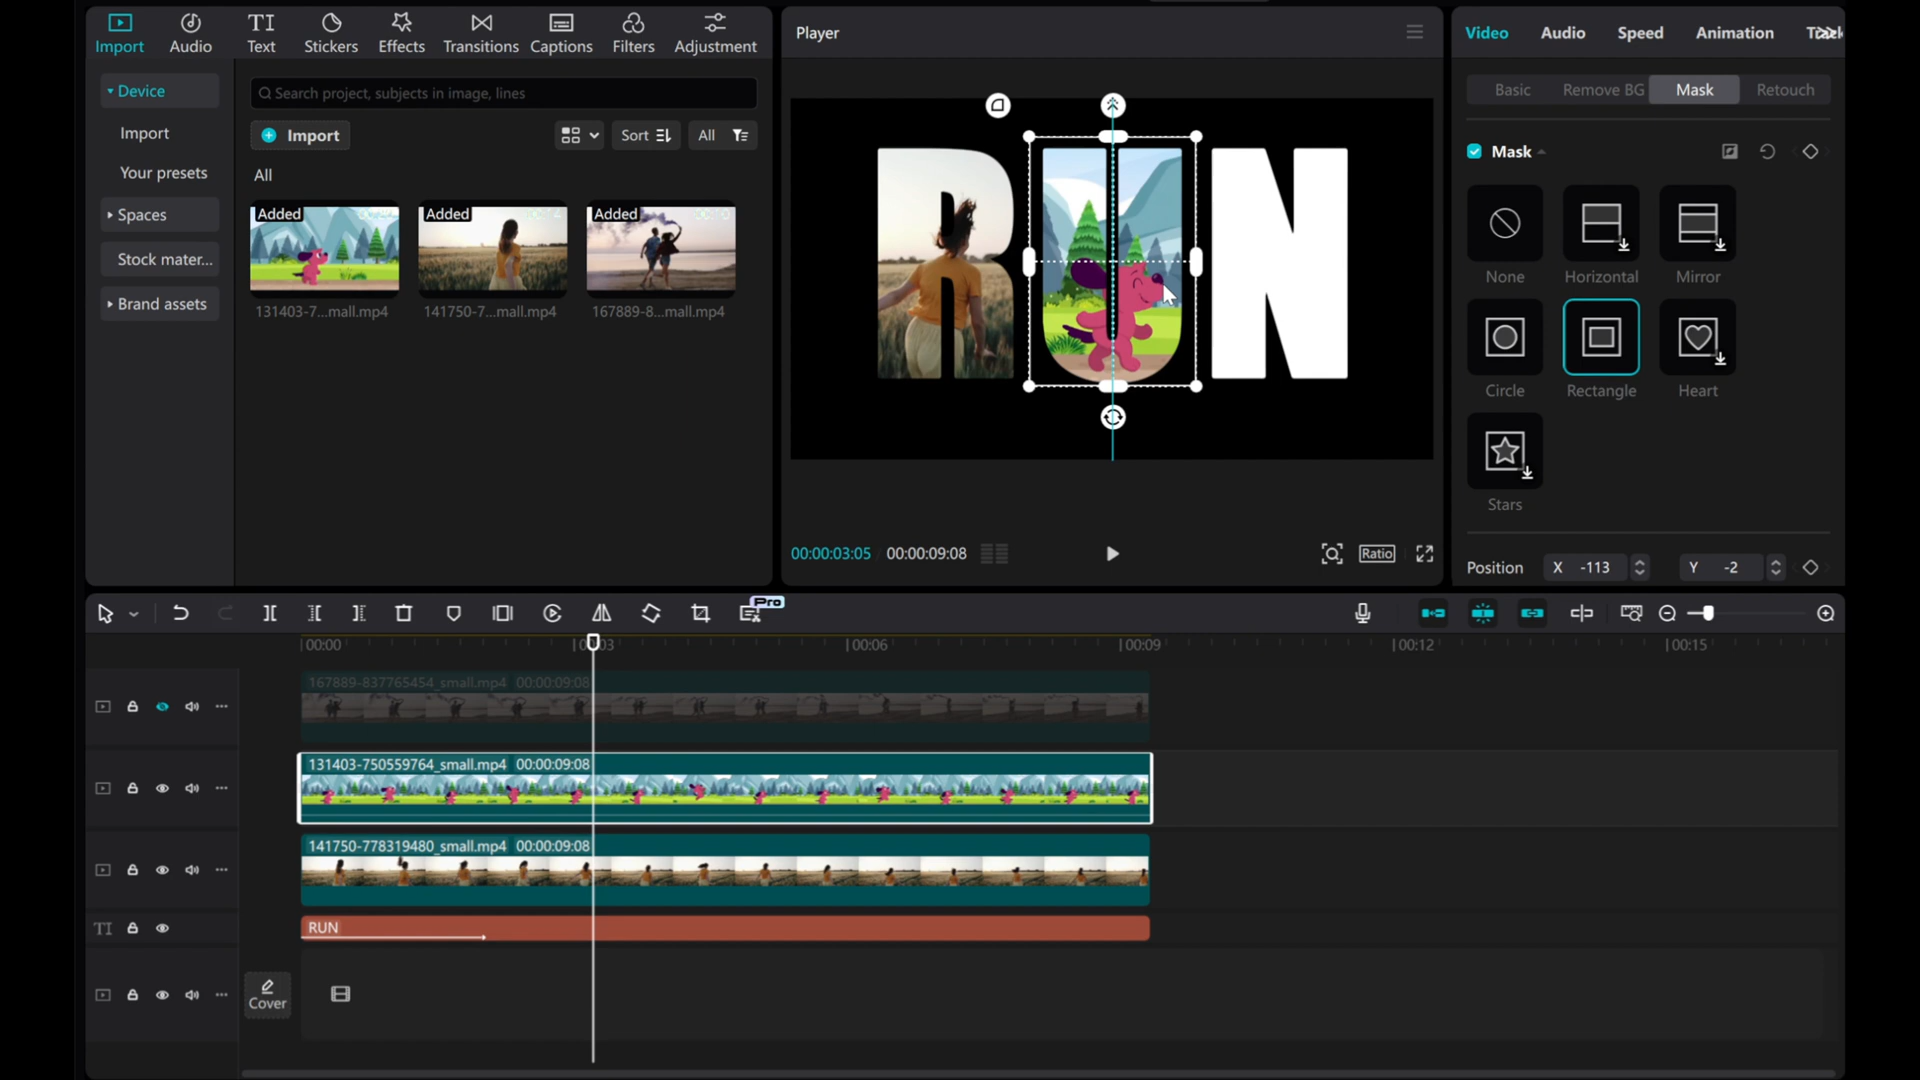 Import Audio Text Stickers Effects Transitions Captions Filters Adjustment
Device
Import
Your presets
Spaces
Stock mater...
Brand assets
Search project, subjects in image, lines
Import
Sort
All
All
Added
131403-7...mall.mp4
Added
141750-7...mall.mp4
Added
167889-8...mall.mp4
Player
RUN
00:00:03:05 00:00:09:08
Ratio
Video Audio Speed Animation
Basic Remove BG Mask Retouch
Mask
None Horizontal Mirror
Circle Rectangle Heart
Stars
Position X -113 Y -2
Pro
00:00 00:06 00:09 00:12 00:15
167889-837765454_small.mp4 00:00:09:08
131403-750559764_small.mp4 00:00:09:08
141750-778319480_small.mp4 00:00:09:08
TI RUN
Cover